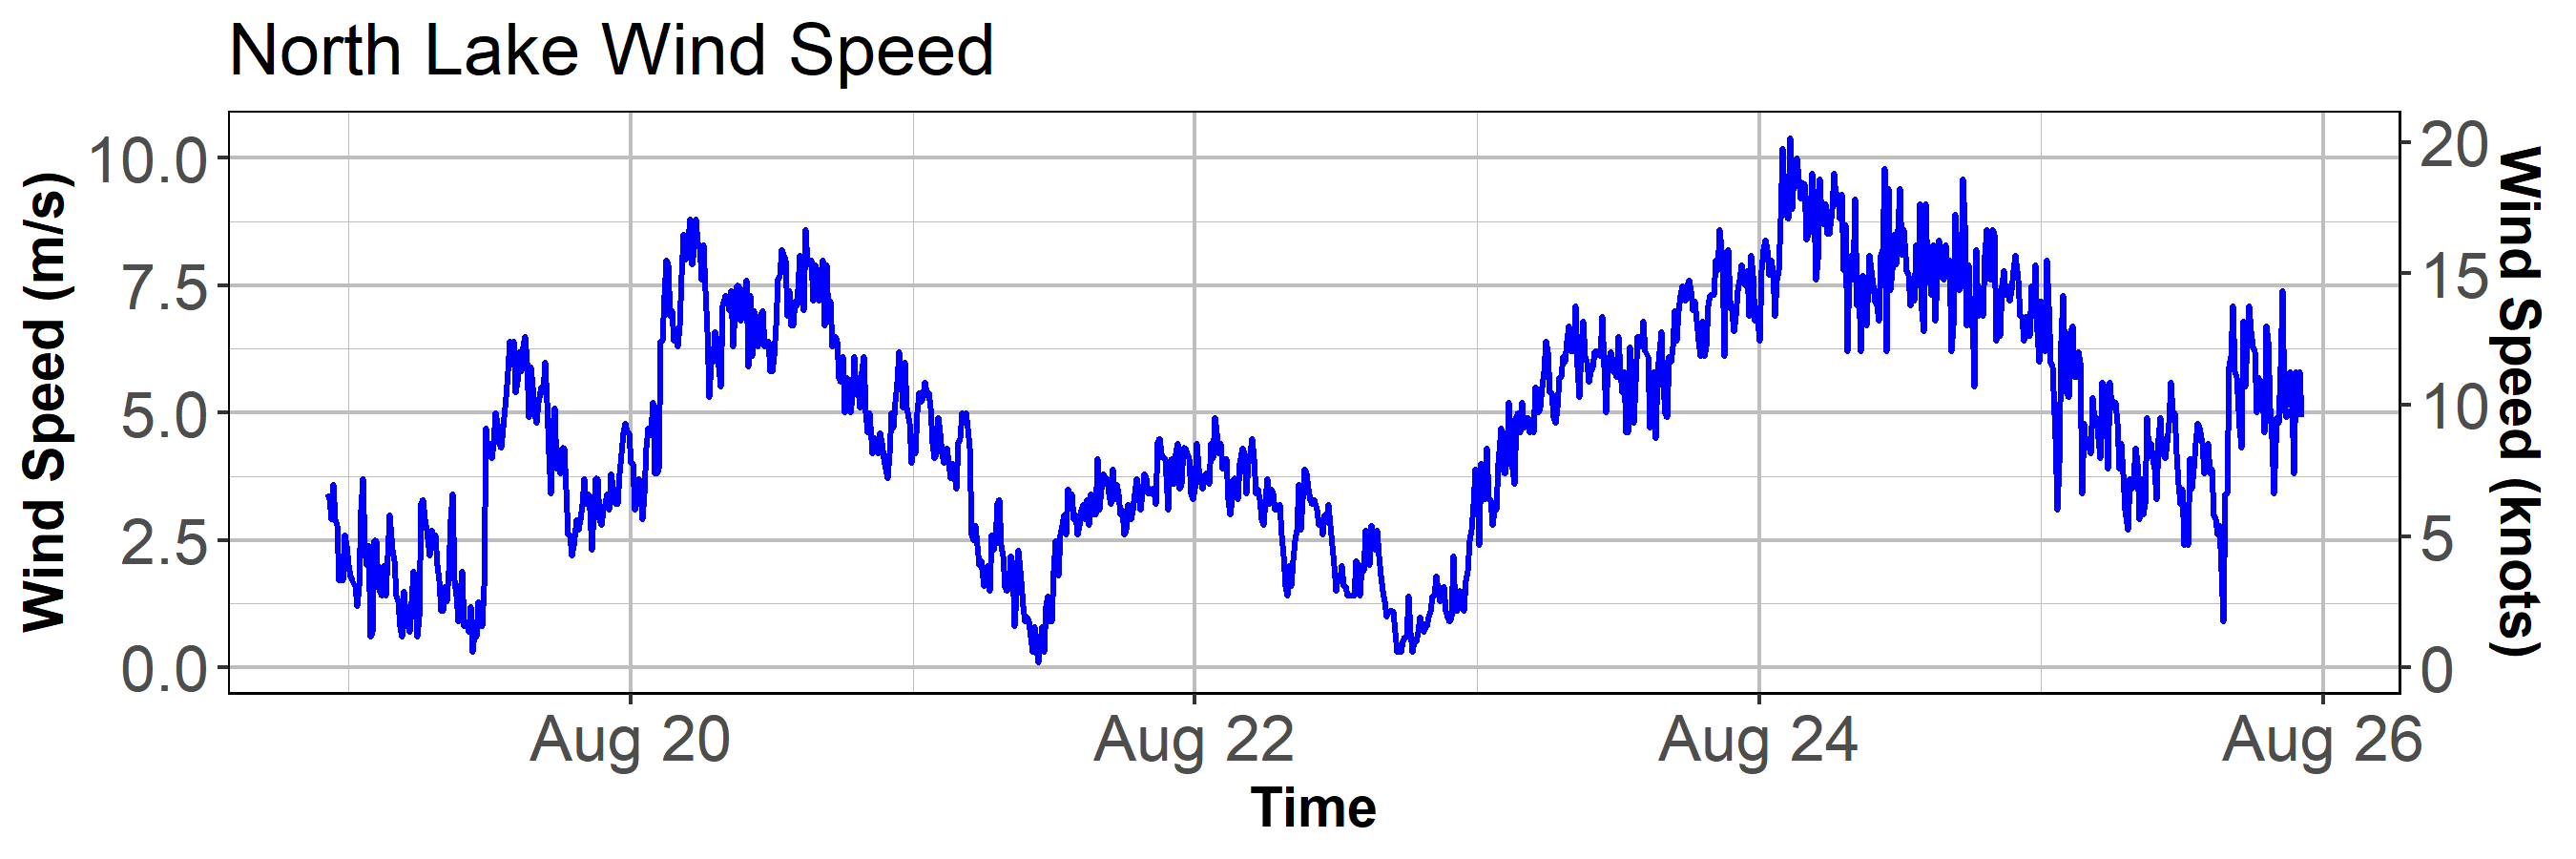 North Lake Wind Speed
Wind Speed (m/s)
10.0
7.5
5.0
2.5
0.0
20
15
10
5
0
Wind Speed (knots)
Aug 20
Aug 22
Aug 24
Aug 26
Time